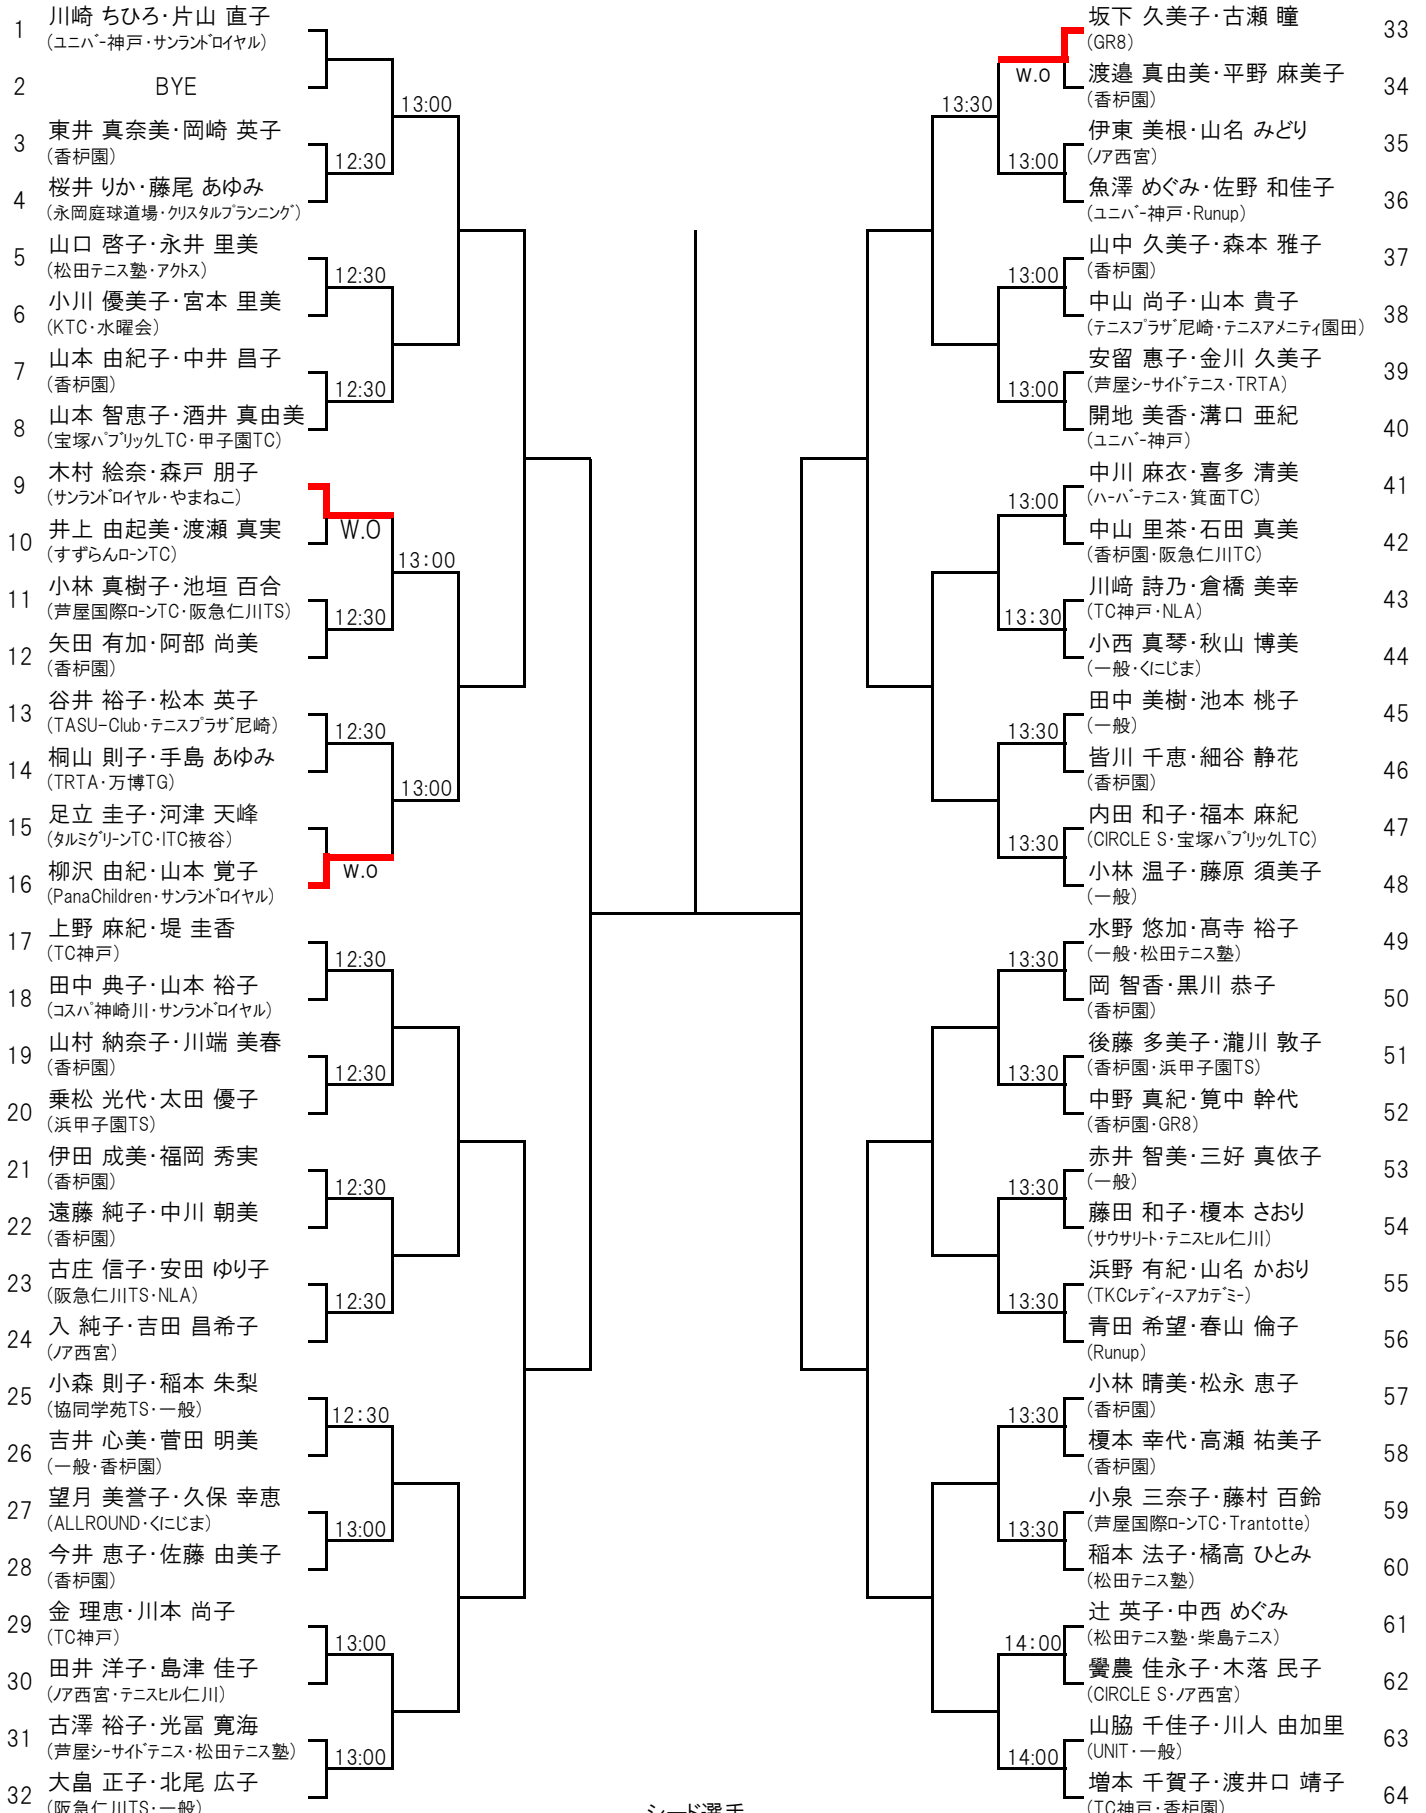 1 川崎 ちひろ・片山 直子
(ユニバー神戸・サンランドロイヤル)
2 BYE
13:00
3 東井 真奈美・岡崎 英子
(香枦園)
12:30
4 桜井 りか・藤尾 あゆみ
(永岡庭球道場・クリスタルプランニング)
5 山口 啓子・永井 里美
(松田テニス塾・アクトス)
12:30
6 小川 優美子・宮本 里美
(KTC・水曜会)
7 山本 由紀子・中井 昌子
(香枦園)
12:30
8 山本 智恵子・酒井 真由美
(宝塚パブリックLTC・甲子園TC)
9 木村 絵奈・森戸 朋子
(サンランドロイヤル・やまねこ)
W.O
10 井上 由起美・渡瀬 真実
(すずらんローンTC)
13:00
11 小林 真樹子・池垣 百合
(芦屋国際ローンTC・阪急仁川TS)
12:30
12 矢田 有加・阿部 尚美
(香枦園)
13 谷井 裕子・松本 英子
(TASU-Club・テニスプラザ尼崎)
12:30
14 桐山 則子・手島 あゆみ
(TRTA・万博TG)
13:00
15 足立 圭子・河津 天峰
(タルミグリーンTC・ITC掖谷)
w.o
16 柳沢 由紀・山本 覚子
(PanaChildren・サンランドロイヤル)
17 上野 麻紀・堤 圭香
(TC神戸)
12:30
18 田中 典子・山本 裕子
(コスパ神崎川・サンランドロイヤル)
19 山村 納奈子・川端 美春
(香枦園)
12:30
20 乗松 光代・太田 優子
(浜甲子園TS)
21 伊田 成美・福岡 秀実
(香枦園)
12:30
22 遠藤 純子・中川 朝美
(香枦園)
23 古庄 信子・安田 ゆり子
(阪急仁川TS・NLA)
12:30
24 入 純子・吉田 昌希子
(ノア西宮)
25 小森 則子・稲本 朱梨
(協同学苑TS・一般)
12:30
26 吉井 心美・菅田 明美
(一般・香枦園)
27 望月 美誉子・久保 幸恵
(ALLROUND・くにじま)
13:00
28 今井 恵子・佐藤 由美子
(香枦園)
29 金 理恵・川本 尚子
(TC神戸)
13:00
30 田井 洋子・島津 佳子
(ノア西宮・テニスヒル仁川)
31 古澤 裕子・光冨 寛海
(芦屋シーサイドテニス・松田テニス塾)
13:00
32 大畠 正子・北尾 広子
(阪急仁川TS・一般)
シード選手
坂下 久美子・古瀬 瞳 33
(GR8)
w.o
渡邉 真由美・平野 麻美子 34
(香枦園)
13:30
伊東 美根・山名 みどり 35
(ノア西宮)
13:00
魚澤 めぐみ・佐野 和佳子 36
(ユニバー神戸・Runup)
山中 久美子・森本 雅子 37
(香枦園)
13:00
中山 尚子・山本 貴子 38
(テニスプラザ尼崎・テニスアメニティ園田)
安留 惠子・金川 久美子 39
(芦屋シーサイドテニス・TRTA)
13:00
開地 美香・溝口 亜紀 40
(ユニバー神戸)
中川 麻衣・喜多 清美 41
(ハーバーテニス・箕面TC)
13:00
中山 里茶・石田 真美 42
(香枦園・阪急仁川TC)
川﨑 詩乃・倉橋 美幸 43
(TC神戸・NLA)
13:30
小西 真琴・秋山 博美 44
(一般・くにじま)
田中 美樹・池本 桃子 45
(一般)
13:30
皆川 千恵・細谷 静花 46
(香枦園)
内田 和子・福本 麻紀 47
(CIRCLE S・宝塚パブリックLTC)
13:30
小林 温子・藤原 須美子 48
(一般)
水野 悠加・髙寺 裕子 49
(一般・松田テニス塾)
13:30
岡 智香・黒川 恭子 50
(香枦園)
後藤 多美子・瀧川 敦子 51
(香枦園・浜甲子園TS)
13:30
中野 真紀・筧中 幹代 52
(香枦園・GR8)
赤井 智美・三好 真依子 53
(一般)
13:30
藤田 和子・榎本 さおり 54
(サウサリート・テニスヒル仁川)
浜野 有紀・山名 かおり 55
(TKCレディースアカデミー)
13:30
青田 希望・春山 倫子 56
(Runup)
小林 晴美・松永 恵子 57
(香枦園)
13:30
榎本 幸代・高瀬 祐美子 58
(香枦園)
小泉 三奈子・藤村 百鈴 59
(芦屋国際ローンTC・Trantotte)
13:30
稲本 法子・橘高 ひとみ 60
(松田テニス塾)
辻 英子・中西 めぐみ 61
(松田テニス塾・柴島テニス)
14:00
黌農 佳永子・木落 民子 62
(CIRCLE S・ノア西宮)
山脇 千佳子・川人 由加里 63
(UNIT・一般)
14:00
増本 千賀子・渡井口 靖子 64
(TC神戸・香枦園)